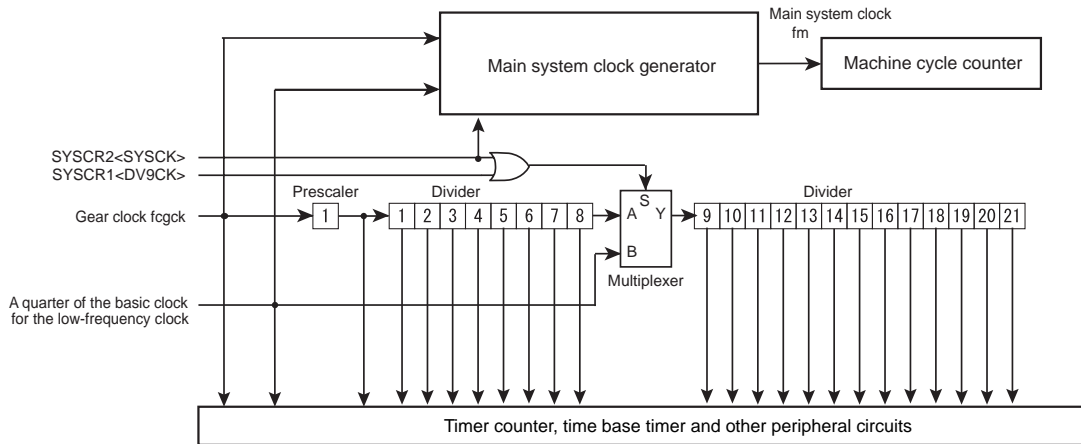 Main system clock
fm
Main system clock generator
Machine cycle counter
SYSCR2<SYSCK>
SYSCR1<DV9CK>
Prescaler
Divider
Divider
S
Gear clock fcgck
1
1 2 3 4 5 6 7 8
A
Y
9 10 11 12 13 14 15 16 17 18 19 20 21
B
Multiplexer
A quarter of the basic clock
for the low-frequency clock
Timer counter, time base timer and other peripheral circuits